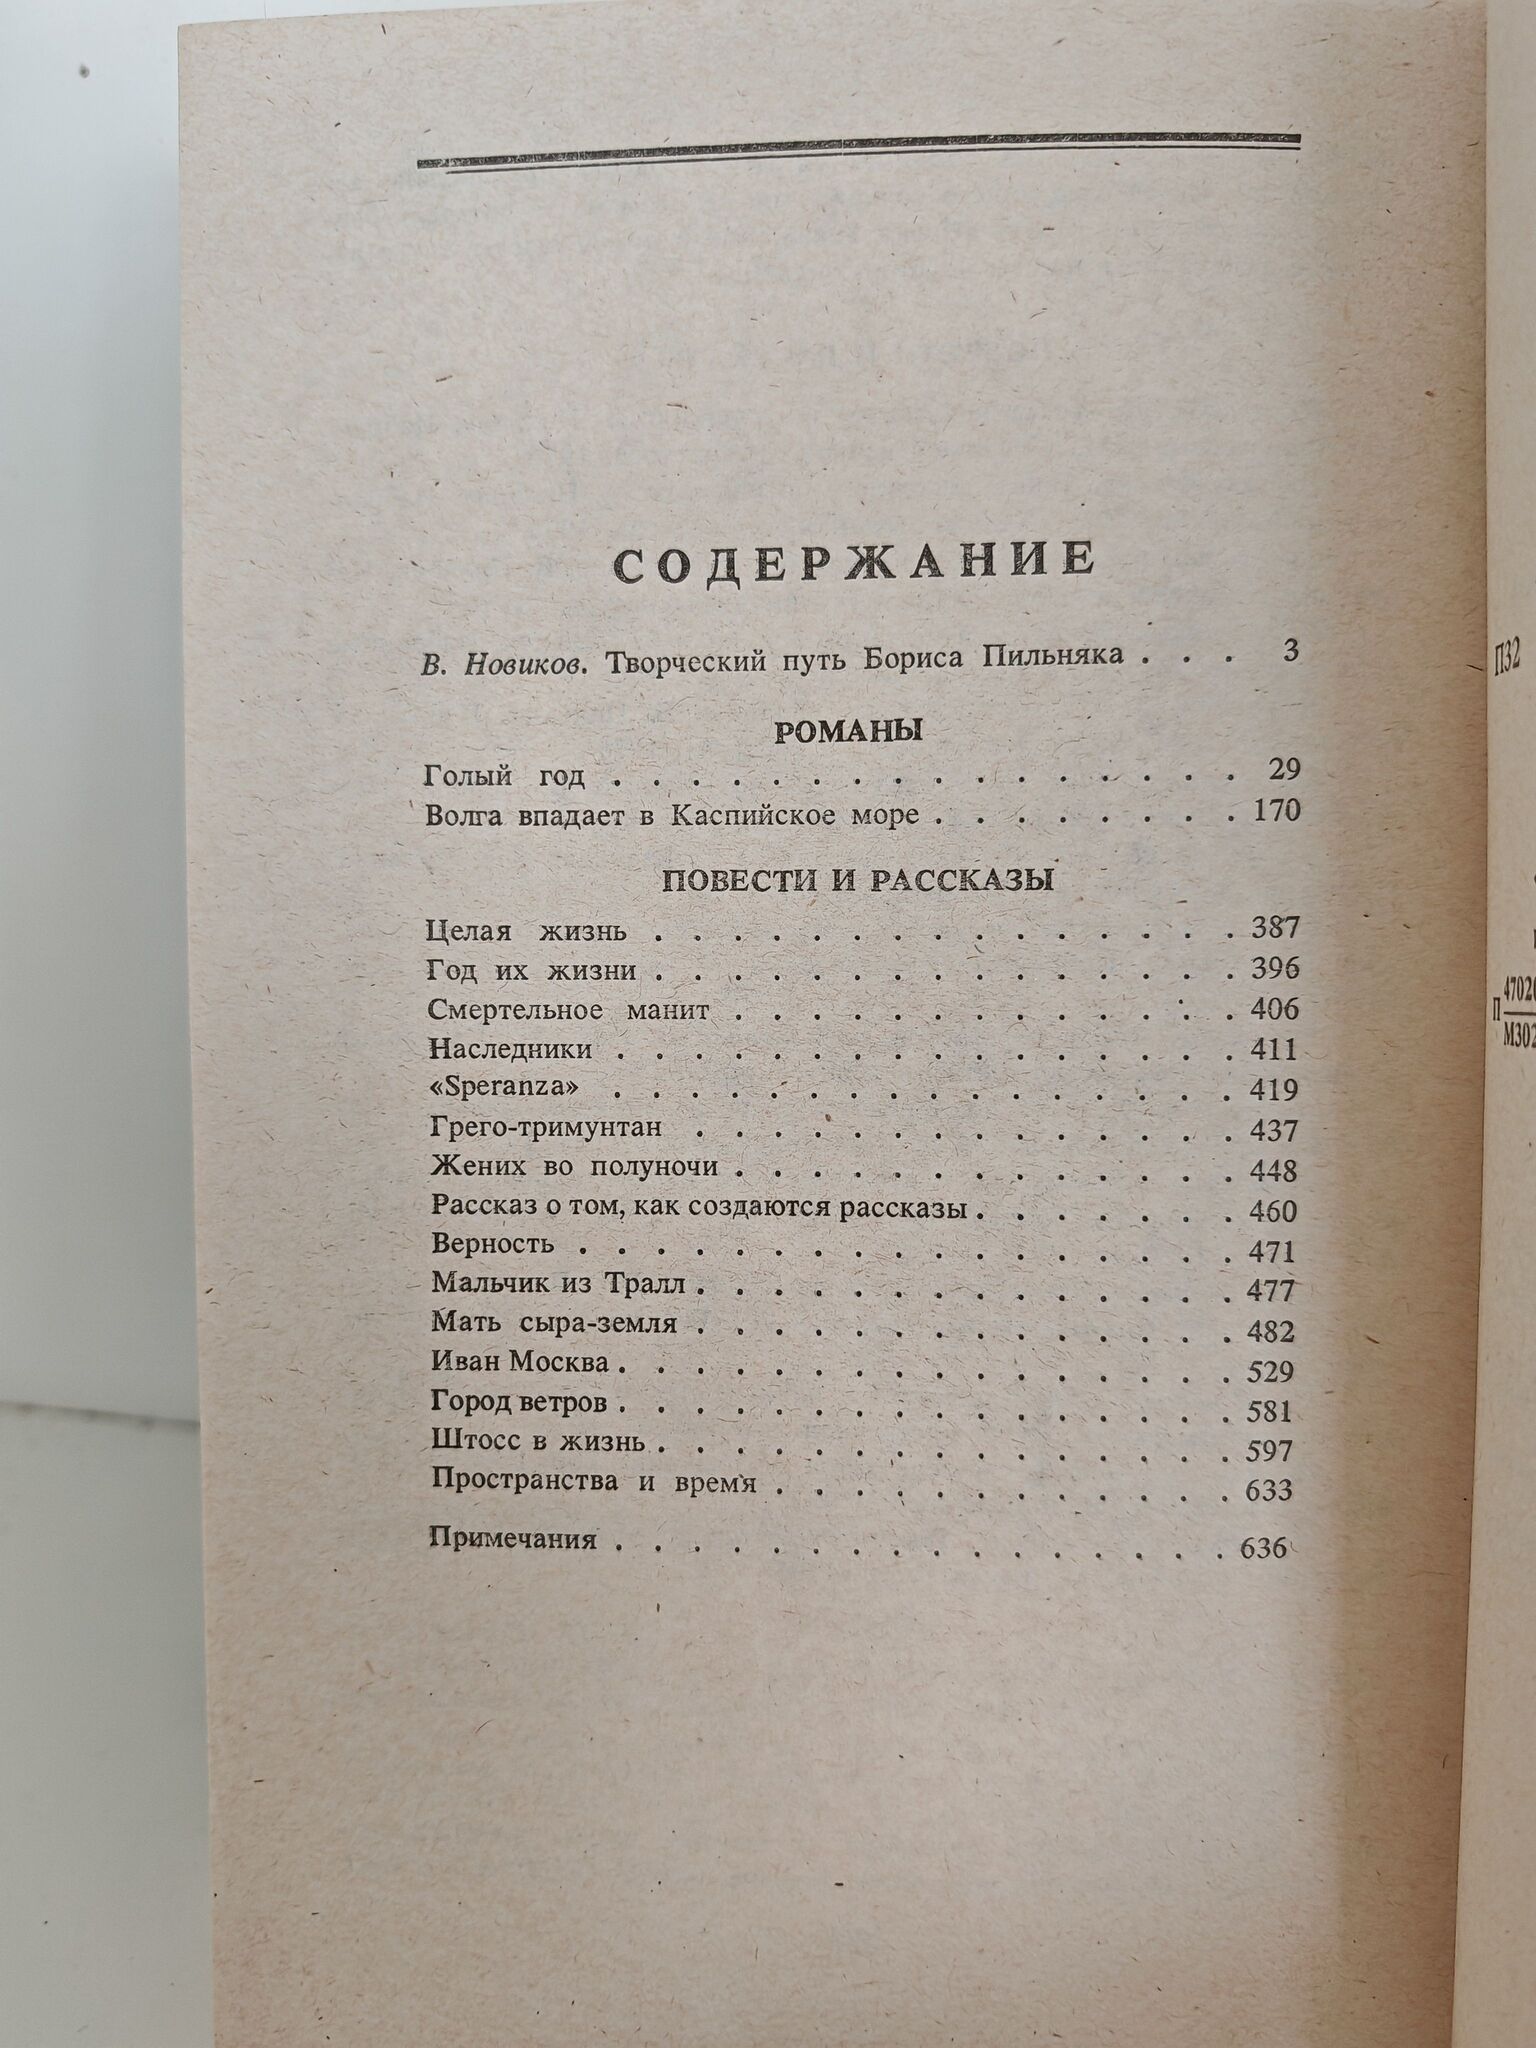 СОДЕРЖАНИЕ
В. Новиков. Творческий путь Бориса Пильняка . . . 3
РОМАНЫ
Голый год . . . . . . . . . . . . . . . . 29
Волга впадает в Каспийское море . . . . . . . . 170
ПОВЕСТИ И РАССКАЗЫ
Целая жизнь . . . . . . . . . . . . . . . 387
Год их жизни . . . . . . . . . . . . . . . 396
Смертельное манит . . . . . . . . . . . . . 406
Наследники . . . . . . . . . . . . . . . . 411
«Speranza» . . . . . . . . . . . . . . . . 419
Грего-тримунтан . . . . . . . . . . . . . . 437
Жених во полуночи . . . . . . . . . . . . . 448
Рассказ о том, как создаются рассказы . . . . . . . 460
Верность . . . . . . . . . . . . . . . . . 471
Мальчик из Тралл . . . . . . . . . . . . . . 477
Мать сыра-земля . . . . . . . . . . . . . . 482
Иван Москва . . . . . . . . . . . . . . . . 529
Город ветров . . . . . . . . . . . . . . . . 581
Штосс в жизнь . . . . . . . . . . . . . . . 597
Пространства и время . . . . . . . . . . . . 633
Примечания . . . . . . . . . . . . . . . . 636
П32
П 4702
М302